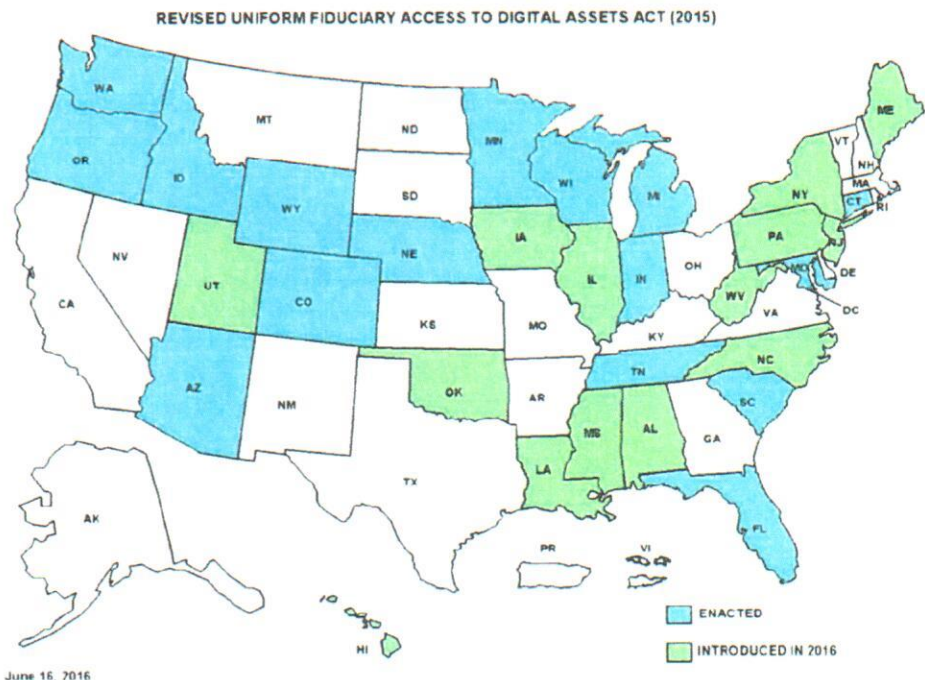 REVISED UNIFORM FIDUCIARY ACCESS TO DIGITAL ASSETS ACT (2015)
WA
MT
ND
MN
ME
OR
ID
SD
WI
MI
VT
NH
MA
NY
CT
RI
WY
IA
PA
NJ
NE
NV
UT
IL
IN
OH
MD
DE
WV
CO
DC
CA
KS
MO
KY
VA
NC
TN
AZ
NM
OK
AR
SC
MS
AL
GA
LA
TX
AK
FL
PR
VI
ENACTED
HI
INTRODUCED IN 2016
June 16, 2016